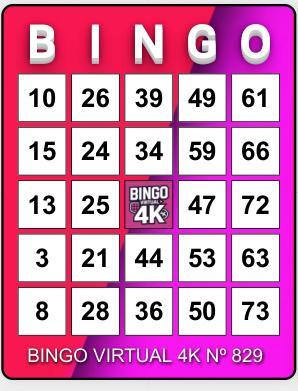 B I N G O
10 26 39 49 61
15 24 34 59 66
13 25 BINGO VIRTUAL 4K 47 72
3 21 44 53 63
8 28 36 50 73
BINGO VIRTUAL 4K Nº 829